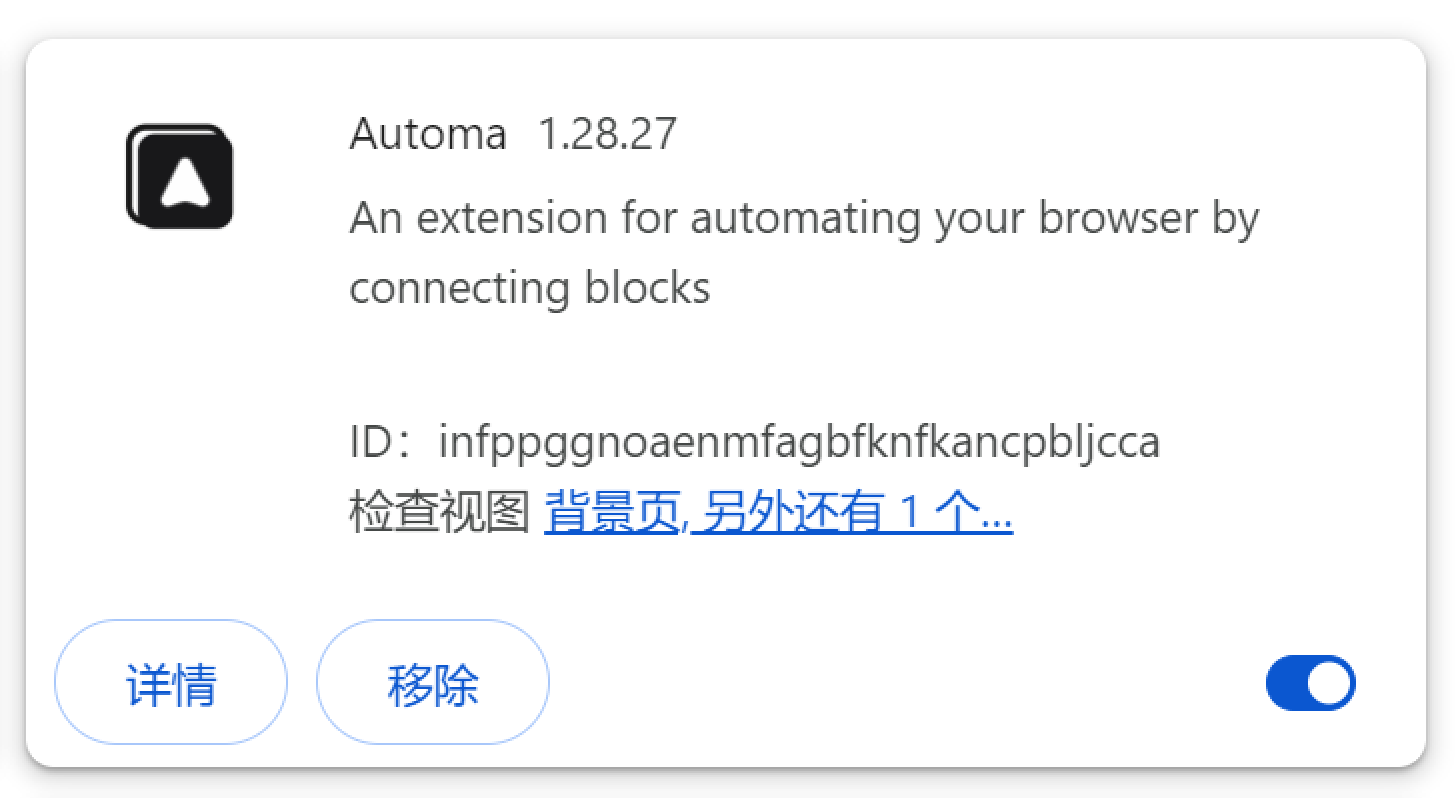 Automa 1.28.27
An extension for automating your browser by
connecting blocks
ID：infppggnoaenmfagbfknfkancpbljcca
检查视图 背景页, 另外还有 1 个...
详情 移除